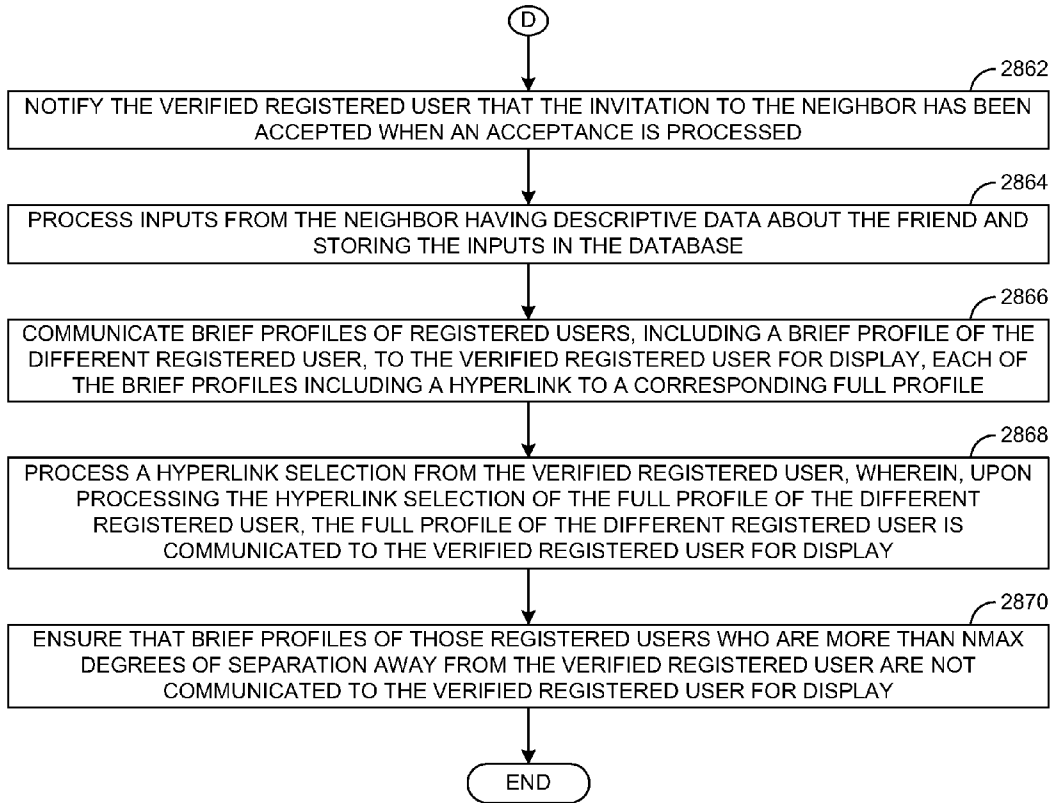 D
2862
NOTIFY THE VERIFIED REGISTERED USER THAT THE INVITATION TO THE NEIGHBOR HAS BEEN
ACCEPTED WHEN AN ACCEPTANCE IS PROCESSED
2864
PROCESS INPUTS FROM THE NEIGHBOR HAVING DESCRIPTIVE DATA ABOUT THE FRIEND AND
STORING THE INPUTS IN THE DATABASE
2866
COMMUNICATE BRIEF PROFILES OF REGISTERED USERS, INCLUDING A BRIEF PROFILE OF THE
DIFFERENT REGISTERED USER, TO THE VERIFIED REGISTERED USER FOR DISPLAY, EACH OF
THE BRIEF PROFILES INCLUDING A HYPERLINK TO A CORRESPONDING FULL PROFILE
2868
PROCESS A HYPERLINK SELECTION FROM THE VERIFIED REGISTERED USER, WHEREIN, UPON
PROCESSING THE HYPERLINK SELECTION OF THE FULL PROFILE OF THE DIFFERENT
REGISTERED USER, THE FULL PROFILE OF THE DIFFERENT REGISTERED USER IS
COMMUNICATED TO THE VERIFIED REGISTERED USER FOR DISPLAY
2870
ENSURE THAT BRIEF PROFILES OF THOSE REGISTERED USERS WHO ARE MORE THAN NMAX
DEGREES OF SEPARATION AWAY FROM THE VERIFIED REGISTERED USER ARE NOT
COMMUNICATED TO THE VERIFIED REGISTERED USER FOR DISPLAY
END